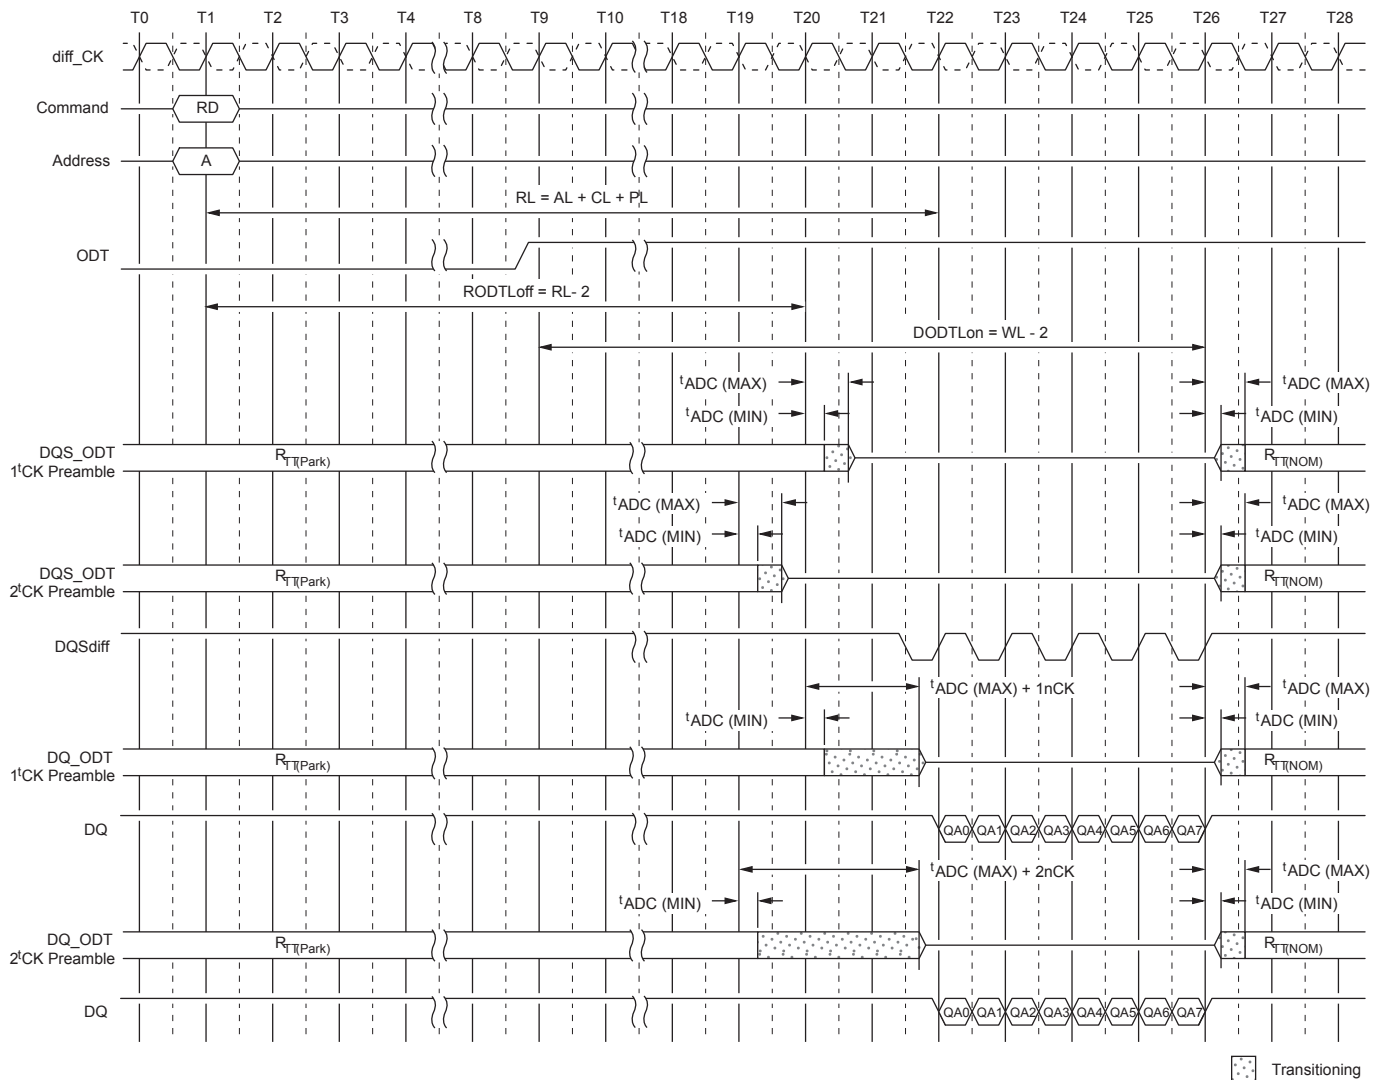 T0 T1 T2 T3 T4 T8 T9 T10 T18 T19 T20 T21 T22 T23 T24 T25 T26 T27 T28
diff_CK
Command RD
Address A
RL = AL + CL + PL
ODT
RODTLoff = RL- 2
DODTLon = WL - 2
tADC (MAX) tADC (MAX)
tADC (MIN) tADC (MIN)
DQS_ODT
1tCK Preamble
RTT(Park) RTT(NOM)
tADC (MAX) tADC (MAX)
tADC (MIN) tADC (MIN)
DQS_ODT
2tCK Preamble
RTT(Park) RTT(NOM)
DQSdiff
tADC (MAX) + 1nCK tADC (MAX)
tADC (MIN) tADC (MIN)
DQ_ODT
1tCK Preamble
RTT(Park) RTT(NOM)
DQ QA0 QA1 QA2 QA3 QA4 QA5 QA6 QA7
tADC (MAX) + 2nCK tADC (MAX)
tADC (MIN) tADC (MIN)
DQ_ODT
2tCK Preamble
RTT(Park) RTT(NOM)
DQ QA0 QA1 QA2 QA3 QA4 QA5 QA6 QA7
Transitioning